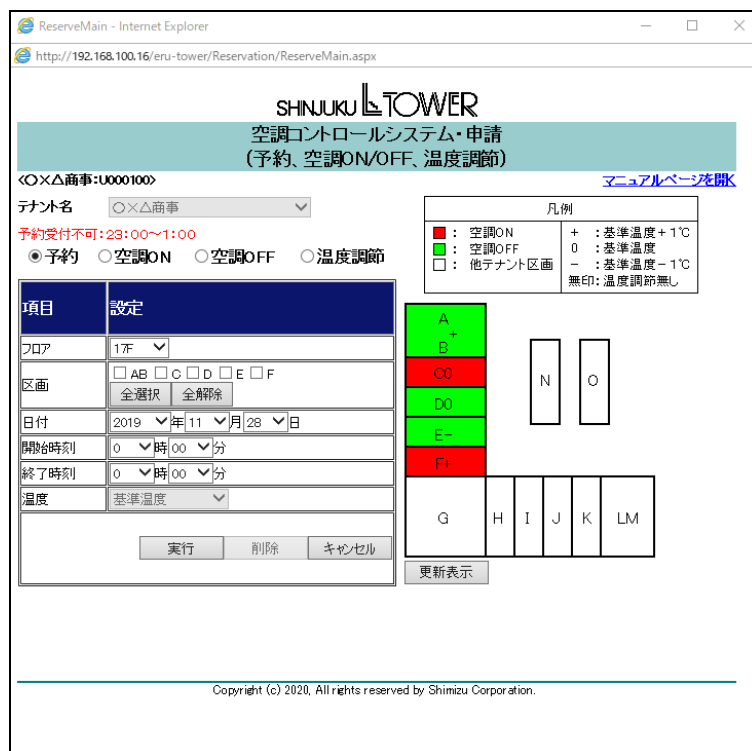 ReserveMain - Internet Explorer
http://192.168.100.16/eru-tower/Reservation/ReserveMain.aspx
SHINJUKU L TOWER
空調コントロールシステム・申請
(予約、空調ON/OFF、温度調節)
<〇×△商事:U000100>
マニュアルページを開く
テナント名 〇×△商事
予約受付不可:23:00～1:00
予約 空調ON 空調OFF 温度調節
凡例
: 空調ON + :基準温度+1℃
: 空調OFF 0 :基準温度
: 他テナント区画 - :基準温度-1℃
無印:温度調節無し
項目 設定
フロア 17F
区画 AB C D E F
全選択 全解除
日付 2019 年 11 月 28 日
開始時刻 0 時 00 分
終了時刻 0 時 00 分
温度 基準温度
実行 削除 キャンセル
A
+
B
C0
D0
E-
F+
N O
G H I J K LM
更新表示
Copyright (c) 2020, All rights reserved by Shimizu Corporation.